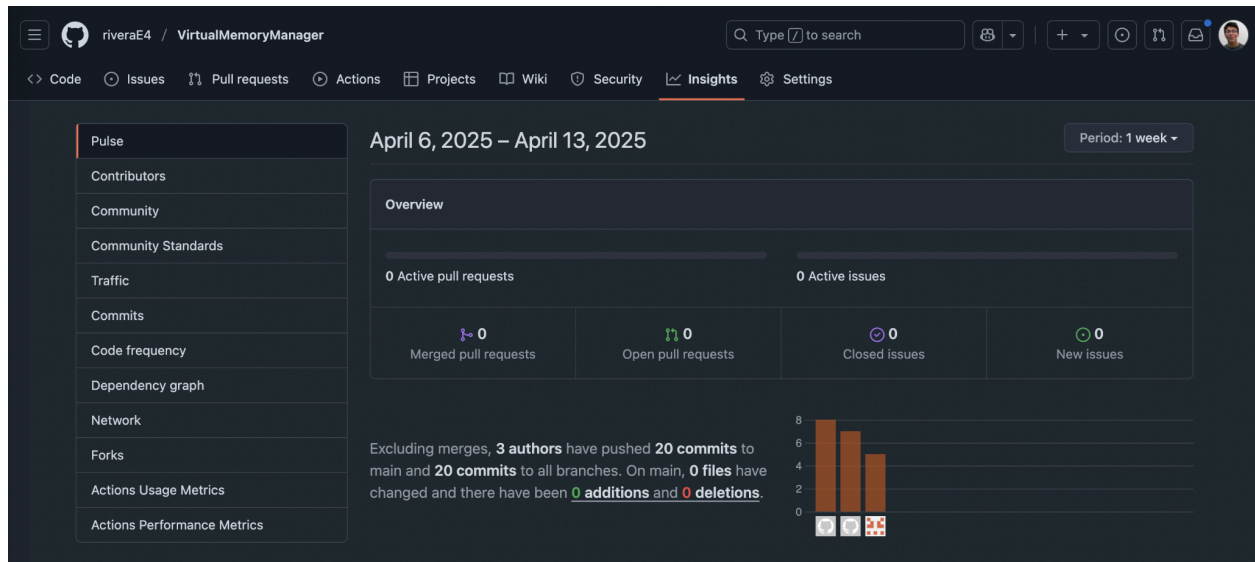 riveraE4 / VirtualMemoryManager
Type / to search
Code Issues Pull requests Actions Projects Wiki Security Insights Settings
Pulse
Contributors
Community
Community Standards
Traffic
Commits
Code frequency
Dependency graph
Network
Forks
Actions Usage Metrics
Actions Performance Metrics
April 6, 2025 – April 13, 2025
Period: 1 week
Overview
0 Active pull requests
0 Active issues
0
Merged pull requests
0
Open pull requests
0
Closed issues
0
New issues
Excluding merges, 3 authors have pushed 20 commits to
main and 20 commits to all branches. On main, 0 files have
changed and there have been 0 additions and 0 deletions.
8
6
4
2
0